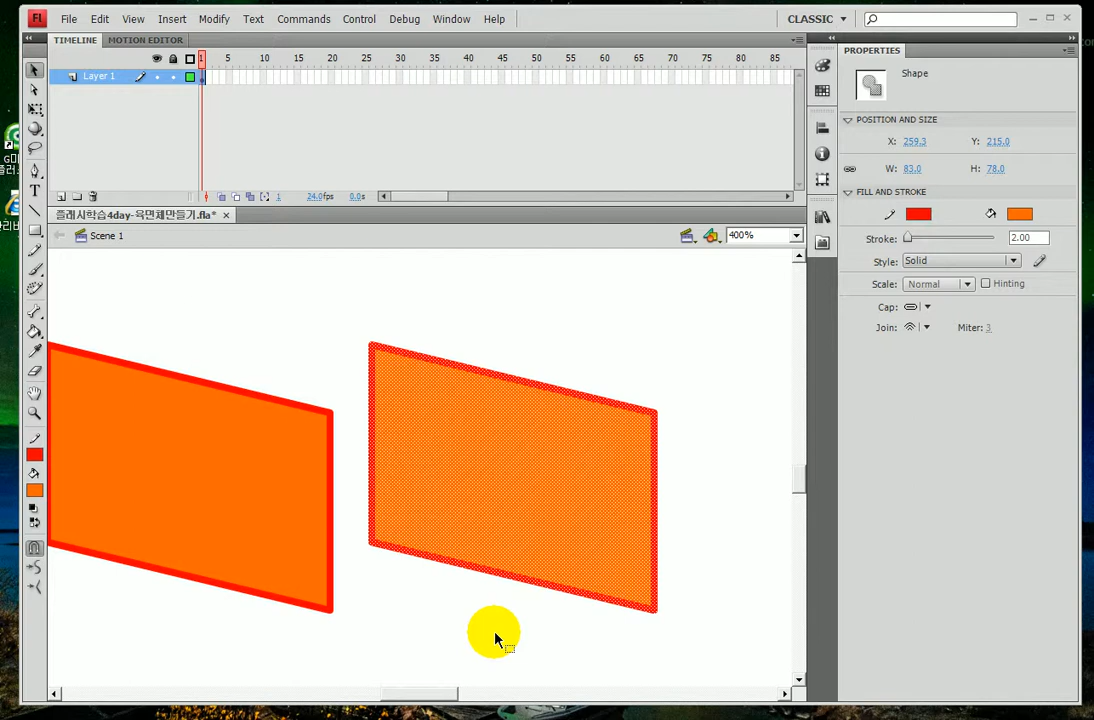 Fl File Edit View Insert Modify Text Commands Control Debug Window Help CLASSIC
TIMELINE MOTION EDITOR
1 5 10 15 20 25 30 35 40 45 50 55 60 65 70 75 80 85
Layer 1
1 24.0fps 0.0s
플래시학습4day-육면체만들기.fla*
Scene 1 400%
PROPERTIES
Shape
POSITION AND SIZE
X: 259.3 Y: 215.0
W: 83.0 H: 78.0
FILL AND STROKE
Stroke: 2.00
Style: Solid
Scale: Normal Hinting
Cap:
Join: Miter: 3